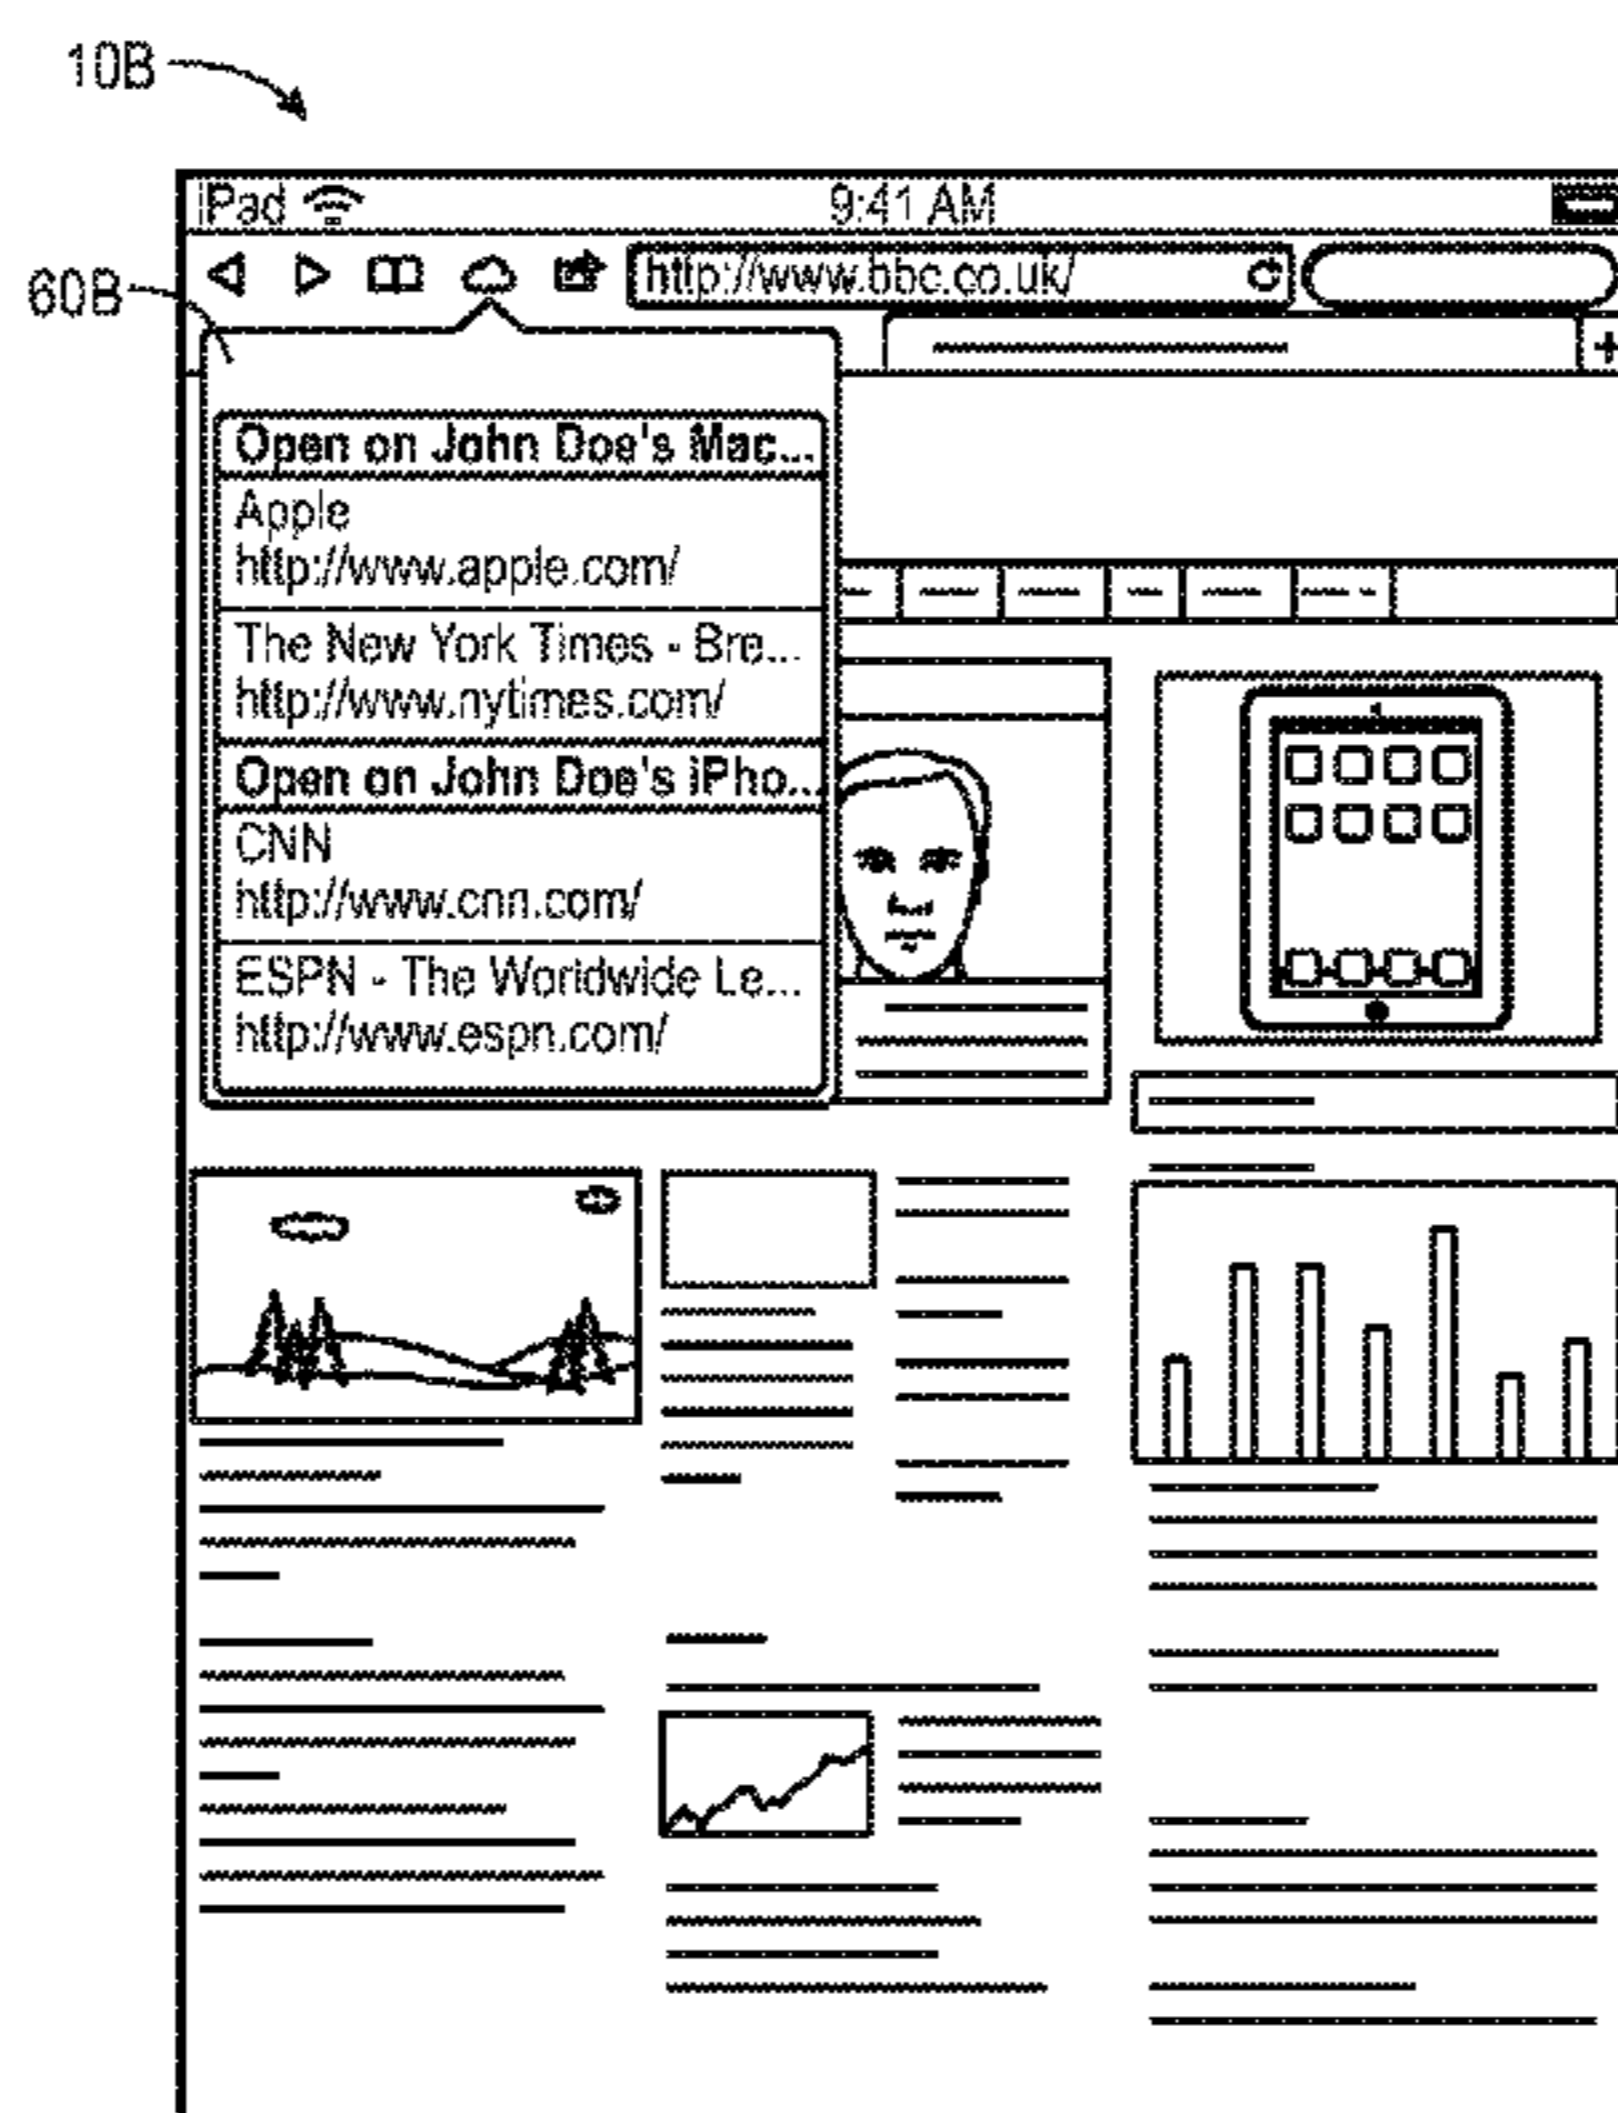 10B
iPad 9:41 AM
http://www.bbc.co.uk/
60B
+
Open on John Doe's Mac...
Apple
http://www.apple.com/
The New York Times - Bre...
http://www.nytimes.com/
Open on John Doe's iPho...
CNN
http://www.cnn.com/
ESPN - The Worldwide Le...
http://www.espn.com/